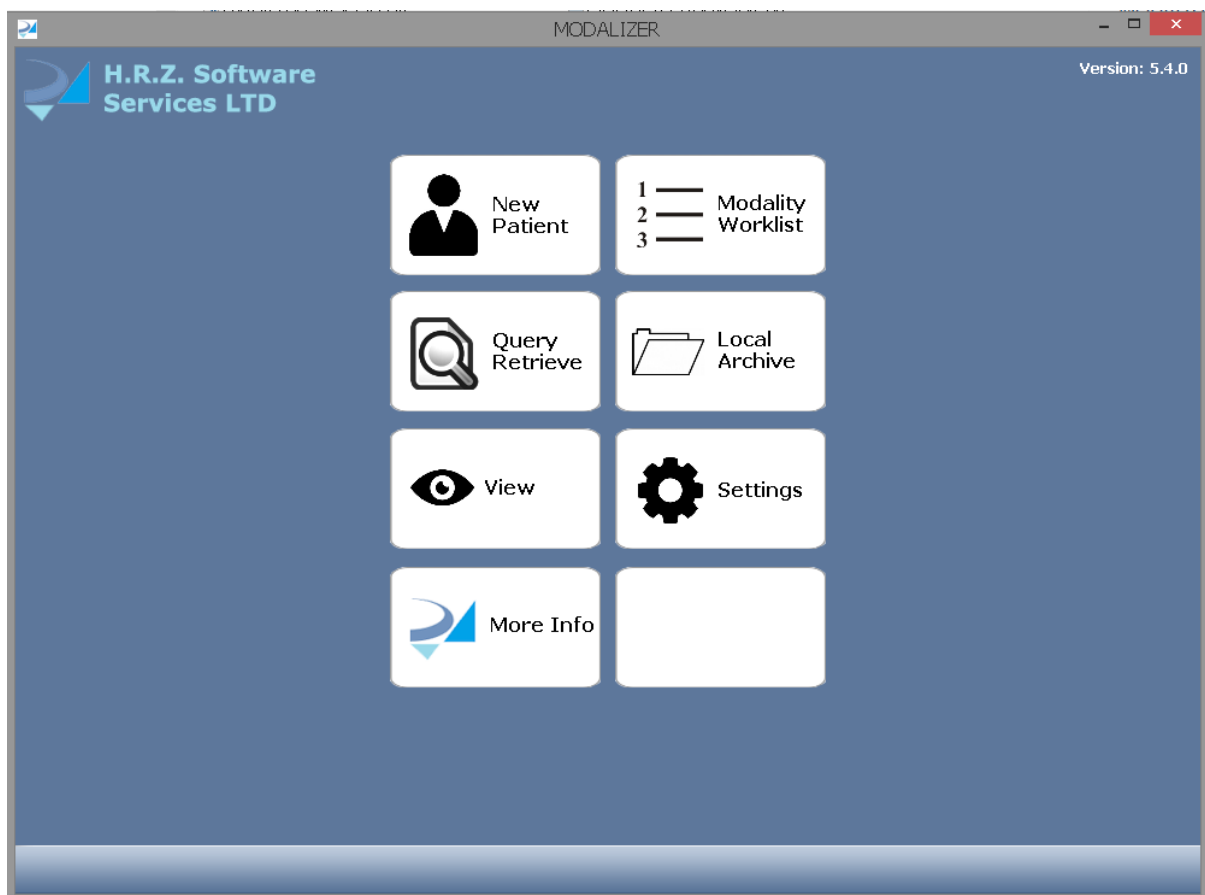 MODALIZER
H.R.Z. Software
Services LTD
Version: 5.4.0
New
Patient
1
2
3
Modality
Worklist
Query
Retrieve
Local
Archive
View
Settings
More Info